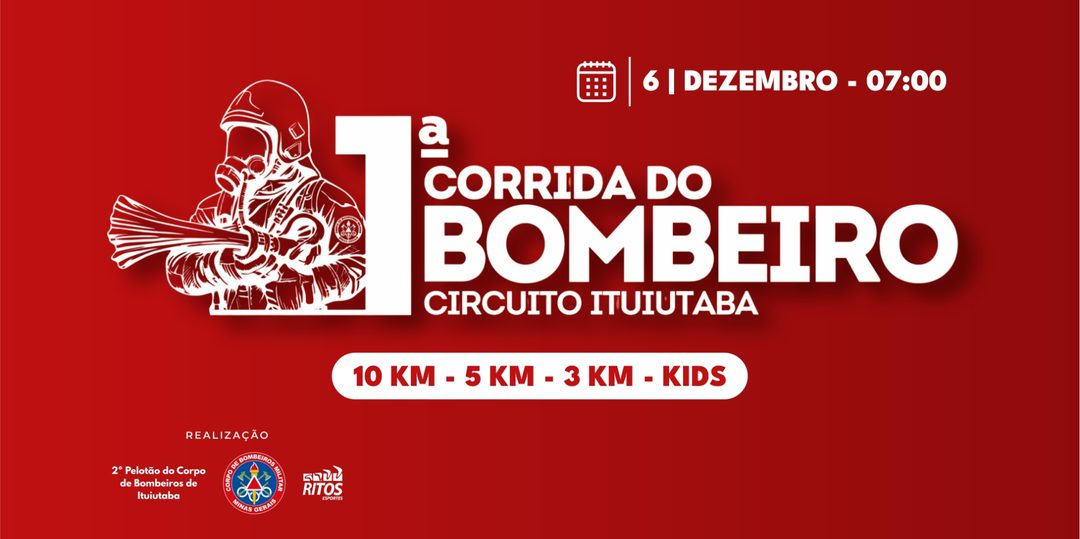 6 | DEZEMBRO - 07:00
1ª
CORRIDA DO
BOMBEIRO
CIRCUITO ITUIUTABA
10 KM - 5 KM - 3 KM - KIDS
REALIZAÇÃO
2º Pelotão do Corpo
de Bombeiros de
Ituiutaba
CORPO DE BOMBEIROS MILITAR
MINAS GERAIS
RITOS
ESPORTES